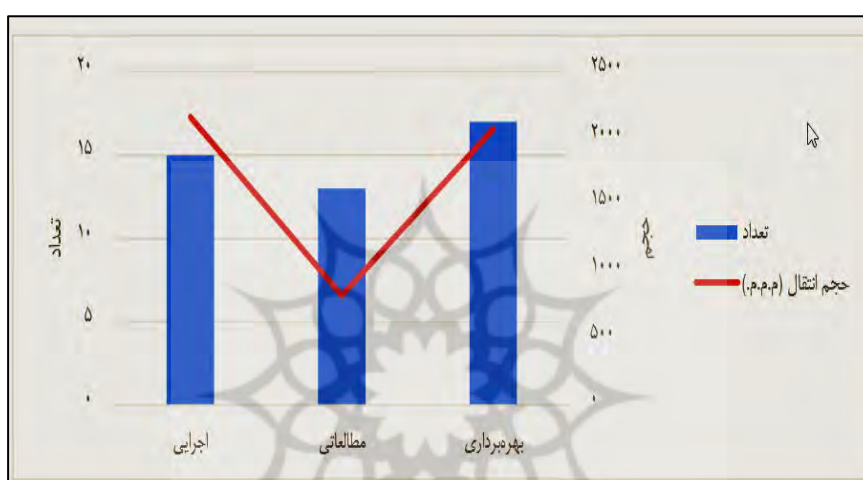 ۲۰
۱۵
۱۰
۵
۰
تعداد
۲۵۰۰
۲۰۰۰
۱۵۰۰
۱۰۰۰
۵۰۰
۰
م.م.م
تعداد
حجم انتقال (م.م.م.)
اجرایی
مطالعاتی
بهره‌برداری